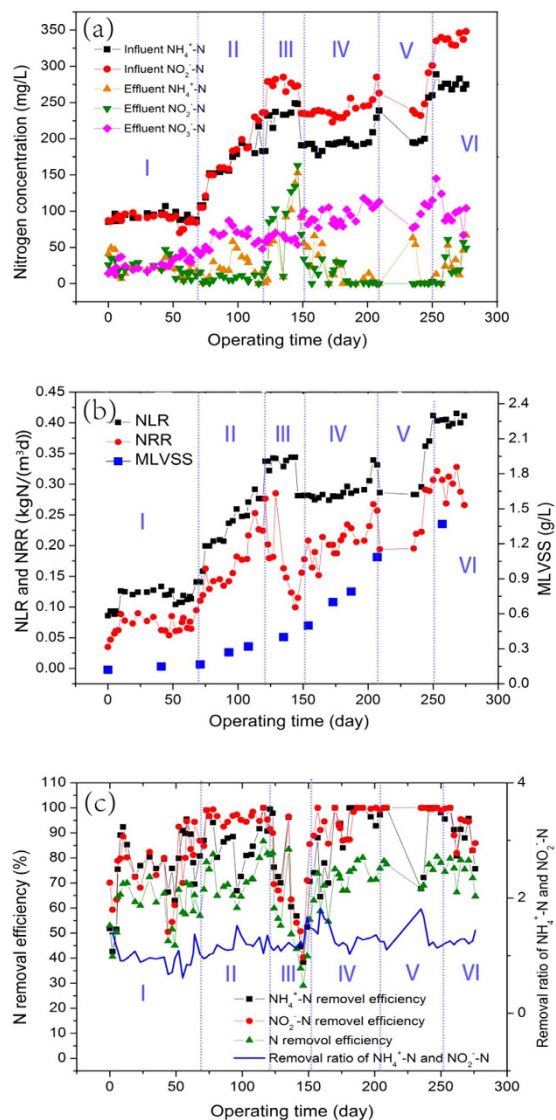 (a)
Influent NH₄⁺-N
Influent NO₂⁻-N
Effluent NH₄⁺-N
Effluent NO₂⁻-N
Effluent NO₃⁻-N
I II III IV V VI
Nitrogen concentration (mg/L)
350
300
250
200
150
100
50
0
0 50 100 150 200 250 300
Operating time (day)
(b)
NLR
NRR
MLVSS
I II III IV V VI
NLR and NRR (kgN/(m³d)
0.45
0.40
0.35
0.30
0.25
0.20
0.15
0.10
0.05
0.00
MLVSS (g/L)
2.4
2.1
1.8
1.5
1.2
0.9
0.6
0.3
0.0
0 50 100 150 200 250 300
Operating time (day)
(c)
N removal efficiency (%)
110
100
90
80
70
60
50
40
30
20
10
0
Removal ratio of NH₄⁺-N and NO₂⁻-N
4
3
2
1
0
I II III IV V VI
NH₄⁺-N removel efficiency
NO₂⁻-N removel efficiency
N removol efficiency
Removal ratio of NH₄⁺-N and NO₂⁻-N
0 50 100 150 200 250 300
Operating time (day)